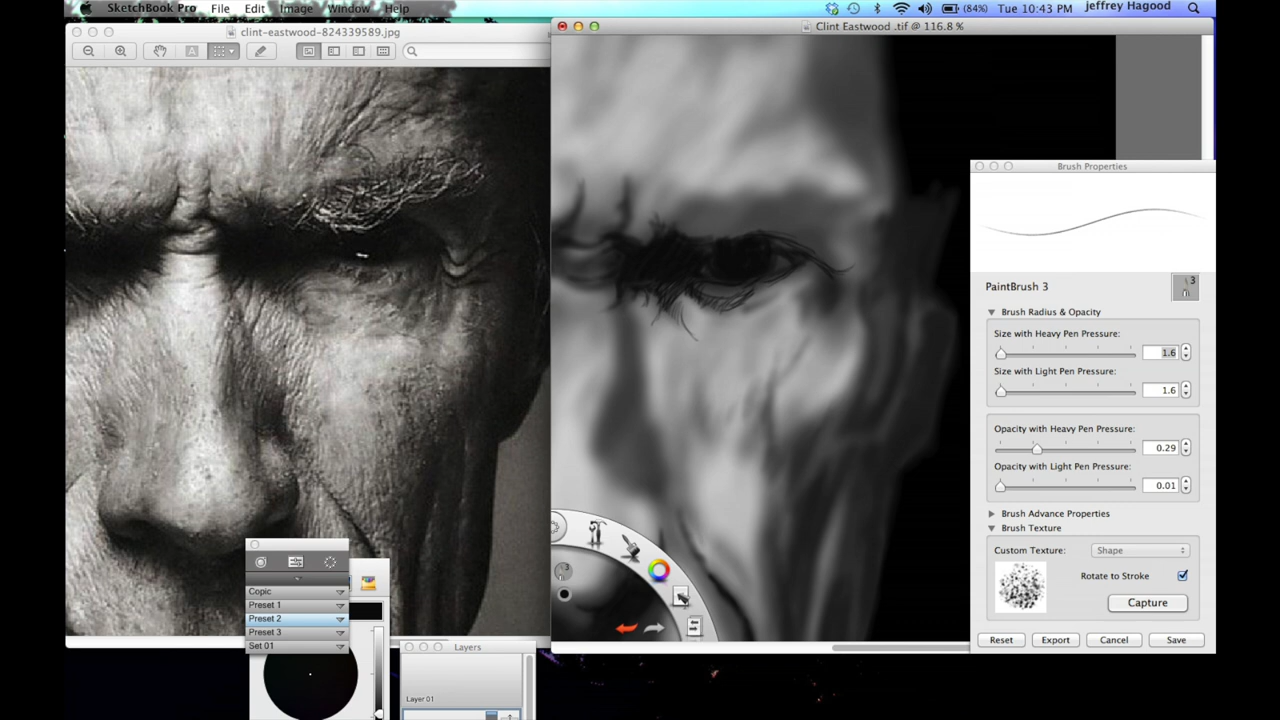 SketchBook Pro File Edit Image Window Help (84%) Tue 10:43 PM jeffrey Hagood
clint-eastwood-824339589.jpg
Clint Eastwood .tif @ 116.8 %
Brush Properties
PaintBrush 3
3
Brush Radius & Opacity
Size with Heavy Pen Pressure:
1.6
Size with Light Pen Pressure:
1.6
Opacity with Heavy Pen Pressure:
0.29
Opacity with Light Pen Pressure:
0.01
Brush Advance Properties
Brush Texture
Custom Texture: Shape
Rotate to Stroke
Capture
Reset Export Cancel Save
3
Copic
Preset 1
Preset 2
Preset 3
Set 01
Layers
Layer 01